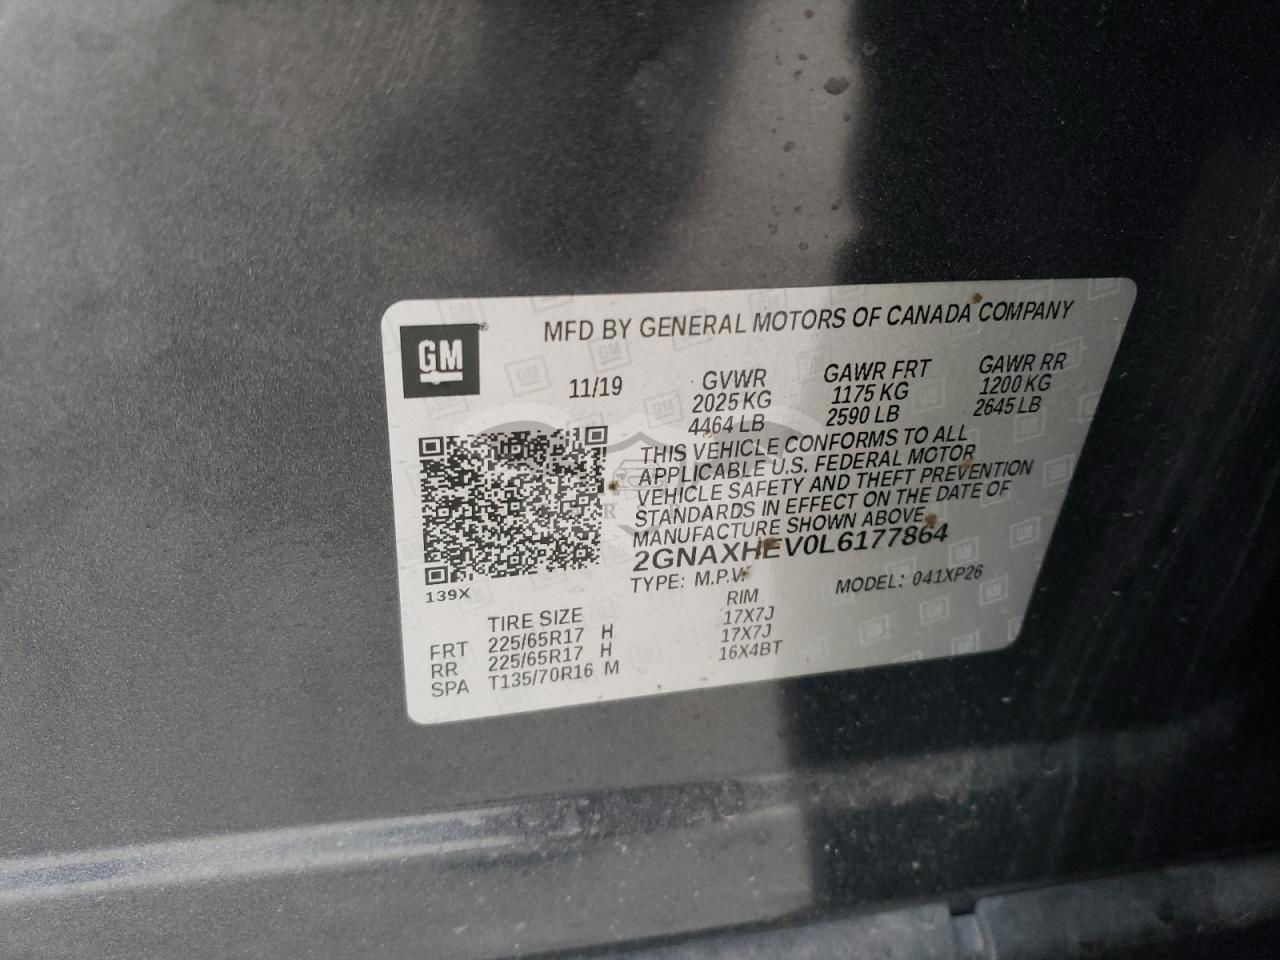 MFD BY GENERAL MOTORS OF CANADA COMPANY
GM
11/19
GVWR
2025 KG
4464 LB
GAWR FRT
1175 KG
2590 LB
GAWR RR
1200 KG
2645 LB
THIS VEHICLE CONFORMS TO ALL
APPLICABLE U.S. FEDERAL MOTOR
VEHICLE SAFETY AND THEFT PREVENTION
STANDARDS IN EFFECT ON THE DATE OF
MANUFACTURE SHOWN ABOVE.
2GNAXHEV0L6177864
TYPE: M.P.V. MODEL: 041XP26
139X
TIRE SIZE RIM
FRT 225/65R17 H 17X7J
RR 225/65R17 H 17X7J
SPA T135/70R16 M 16X4BT